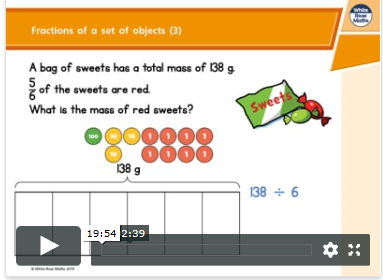 White
Rose
Maths
Fractions of a set of objects (3)
A bag of sweets has a total mass of 138 g.
5/6 of the sweets are red.
What is the mass of red sweets?
Sweets
100 10 10 1 1 1 1
10 1 1 1 1
138 g
138 ÷ 6
19:54 2:39
© White Rose Maths 2019